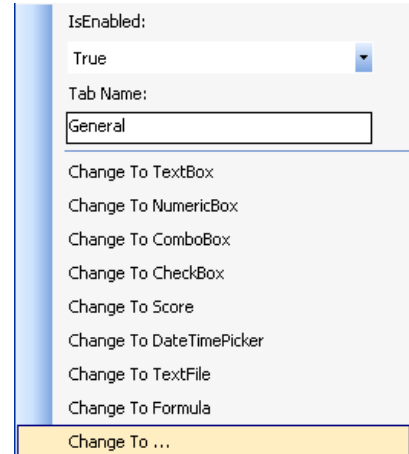 IsEnabled:
True
Tab Name:
General
Change To TextBox
Change To NumericBox
Change To ComboBox
Change To CheckBox
Change To Score
Change To DateTimePicker
Change To TextFile
Change To Formula
Change To ...